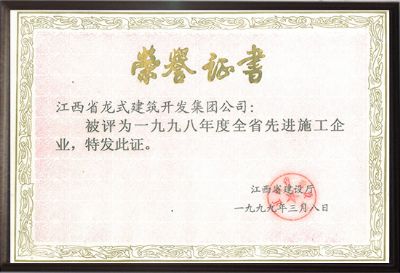 荣誉证书
江西省龙式建筑开发集团公司:
被评为一九九八年度全省先进施工企
业,特发此证。
江西省建设厅
一九九九年三月八日